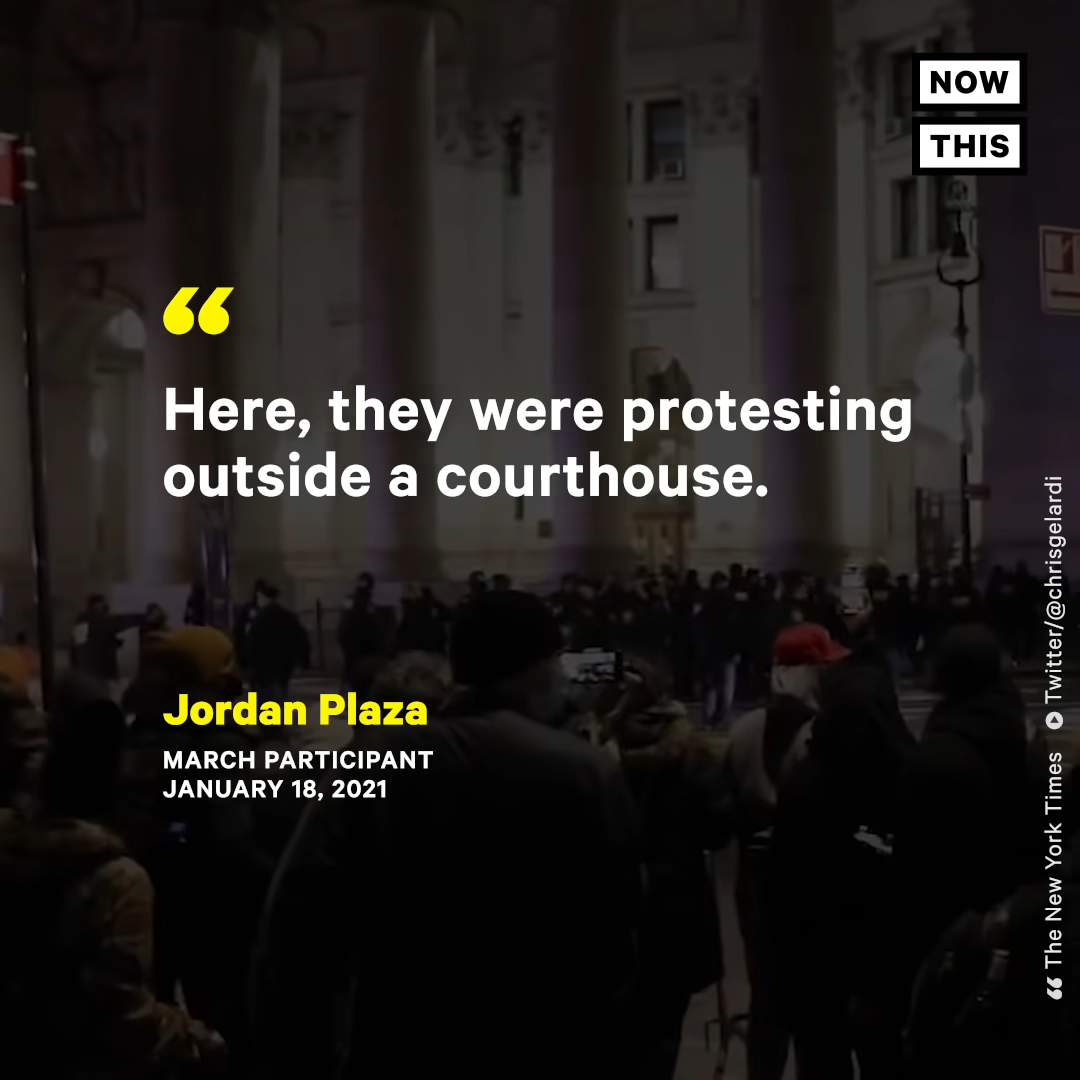 NOW
THIS
“
Here, they were protesting
outside a courthouse.
Jordan Plaza
MARCH PARTICIPANT
JANUARY 18, 2021
“ The New York Times Twitter/@chrisgelardi